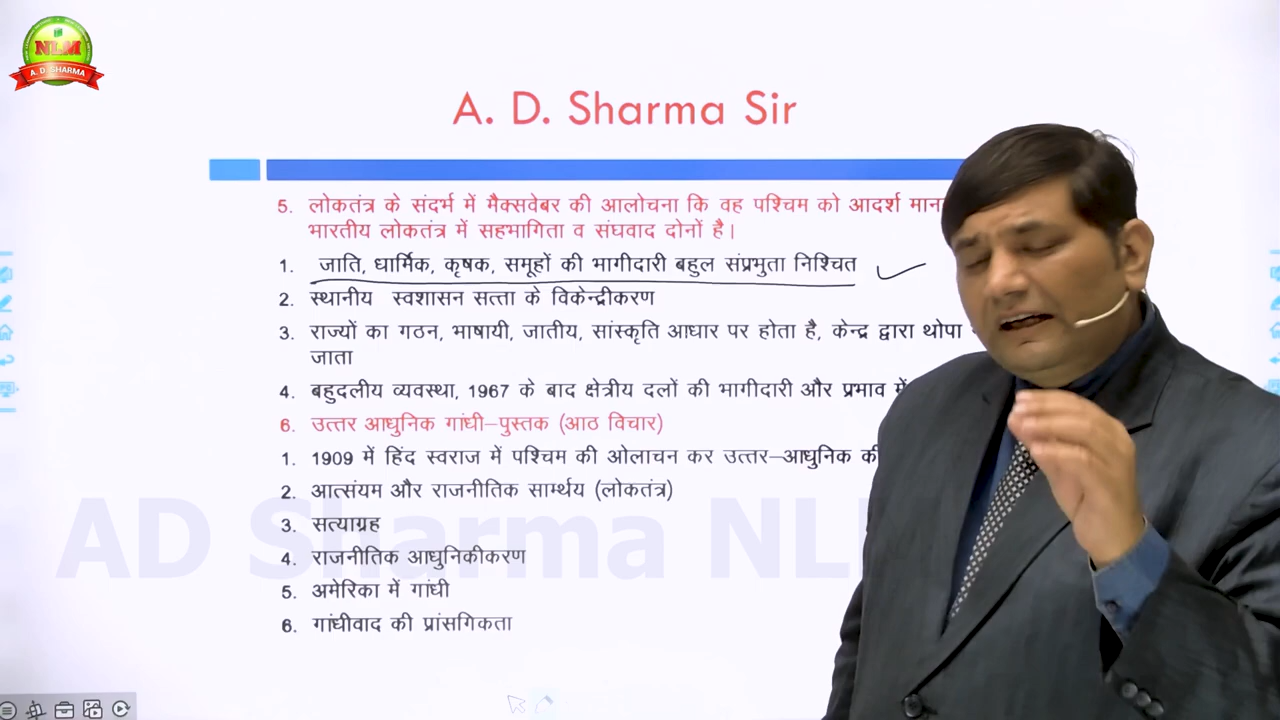 NLM
A. D. SHARMA
A. D. Sharma Sir
5. लोकतंत्र के संदर्भ में मैक्सवेबर की आलोचना कि वह पश्चिम को आदर्श
भारतीय लोकतंत्र में सहभागिता व संघवाद दोनों है।
1. जाति, धार्मिक, कृषक, समूहों की भागीदारी बहुल संप्रभुता निश्चित
2. स्थानीय स्वशासन सत्ता के विकेन्द्रीकरण
3. राज्यों का गठन, भाषायी, जातीय, सांस्कृति आधार पर होता है, केन्द्र द्वारा थोपा
जाता
4. बहुदलीय व्यवस्था, 1967 के बाद क्षेत्रीय दलों की भागीदारी और प्रभाव में
6. उत्तर आधुनिक गांधी–पुस्तक (आठ विचार)
1. 1909 में हिंद स्वराज में पश्चिम की ओलाचन कर उत्तर–आधुनिक की
2. आत्संयम और राजनीतिक सार्म्थय (लोकतंत्र)
3. सत्याग्रह
4. राजनीतिक आधुनिकीकरण
5. अमेरिका में गांधी
6. गांधीवाद की प्रांसगिकता
AD Sharma NLM